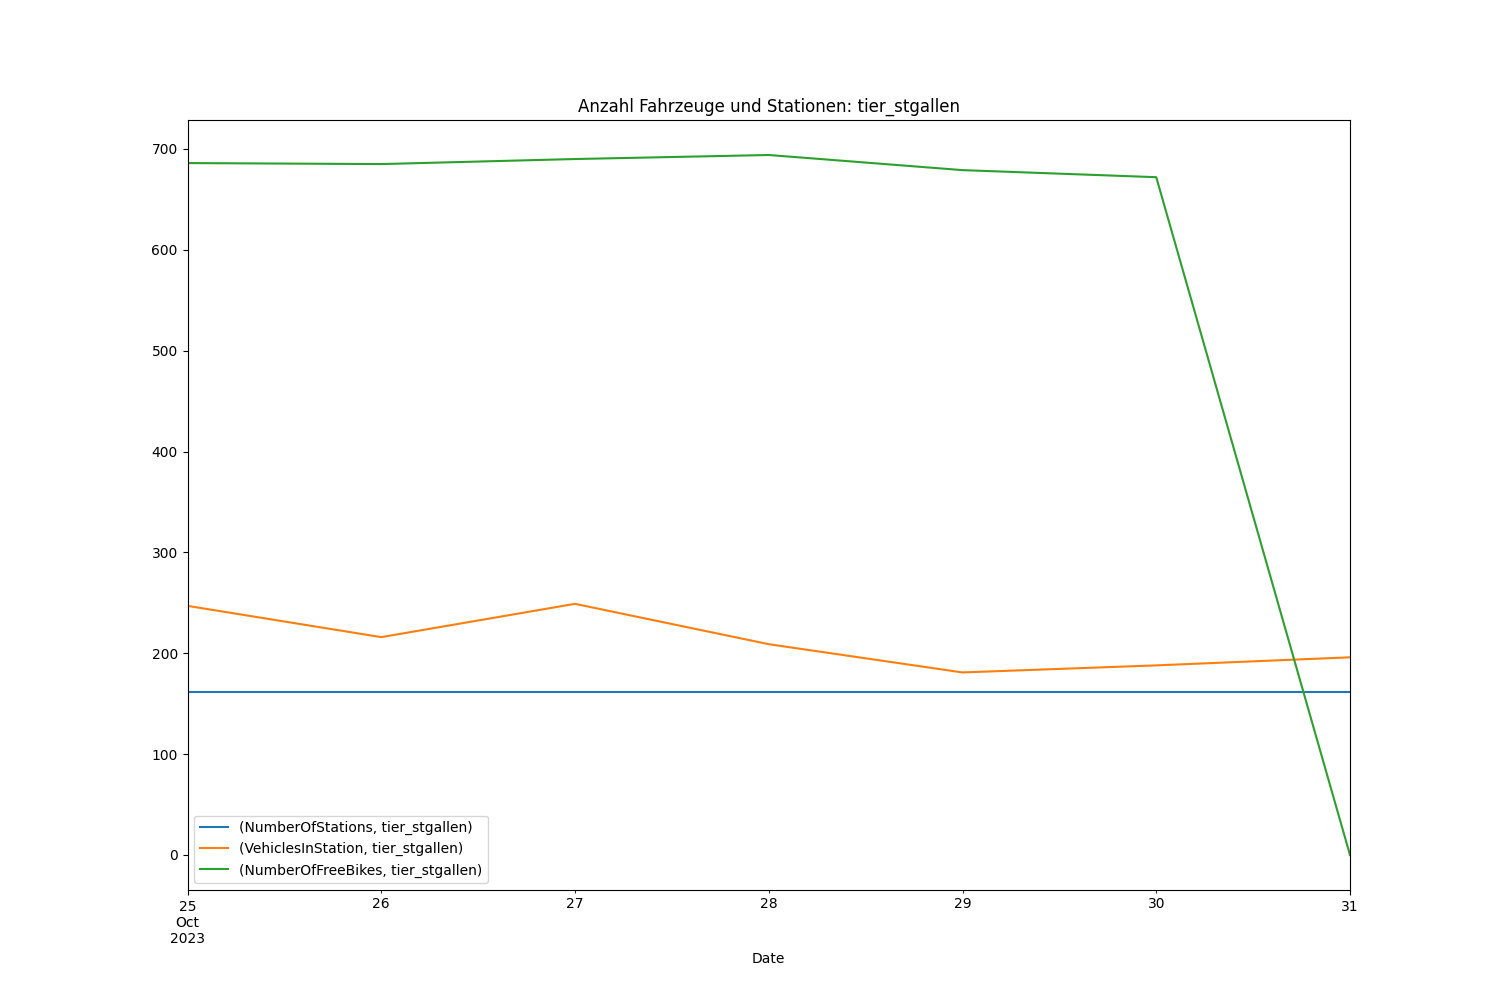 Anzahl Fahrzeuge und Stationen: tier_stgallen
700
600
500
400
300
200
100
0
(NumberOfStations, tier_stgallen)
(VehiclesInStation, tier_stgallen)
(NumberOfFreeBikes, tier_stgallen)
25 26 27 28 29 30 31
Oct
2023
Date